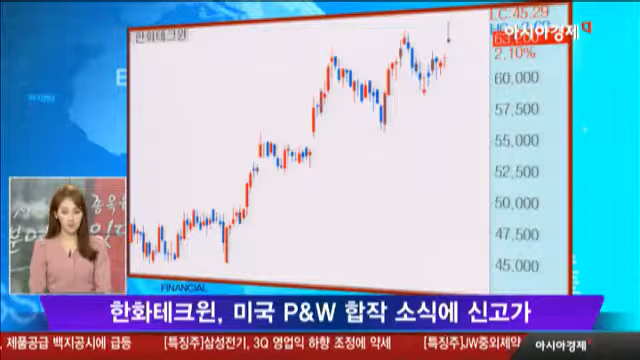 한화테크윈
LC:45.29
아시아경제
2.10%
60,000
57,500
55,000
52,500
50,000
47,500
45,000
FINANCIAL
한화테크윈, 미국 P&W 합작 소식에 신고가
제품공급 백지공시에 급등 [특징주]삼성전기, 3Q 영업익 하향 조정에 약세 [특징주]JW중외제약
아시아경제